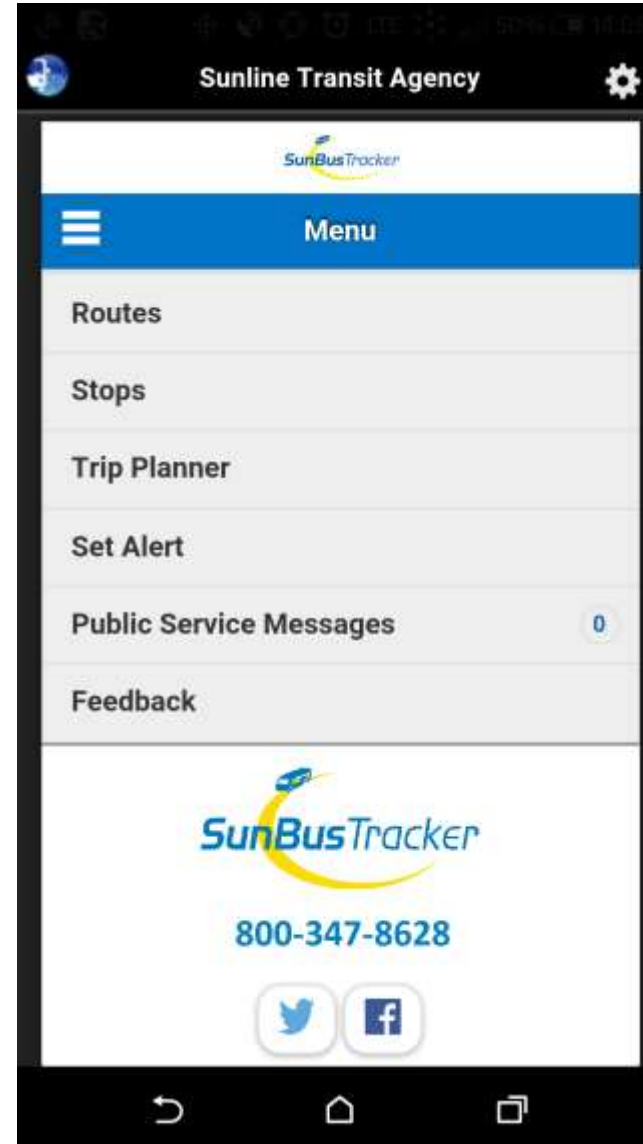 Sunline Transit Agency
SunBusTracker
Menu
Routes
Stops
Trip Planner
Set Alert
Public Service Messages 0
Feedback
SunBusTracker
800-347-8628